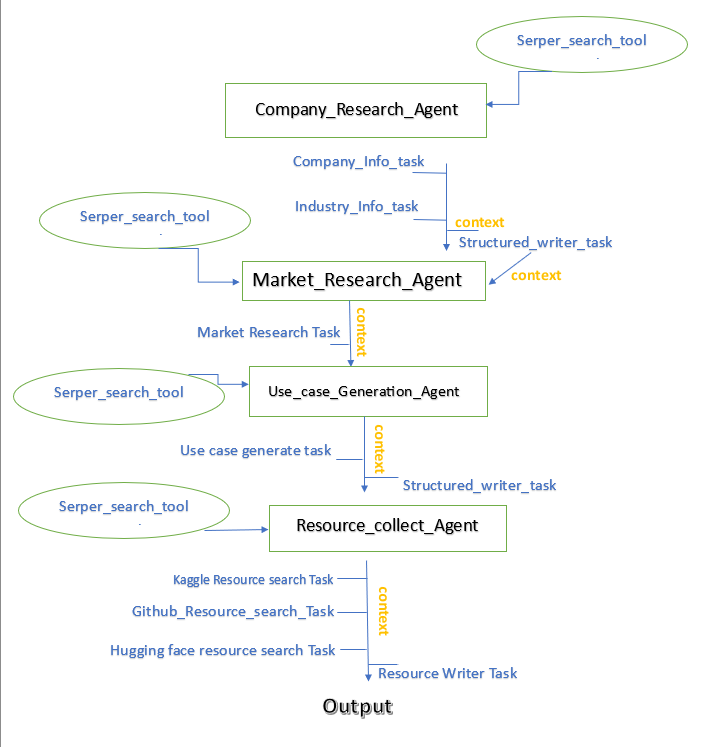 Serper_search_tool
Company_Research_Agent
Company_Info_task
Industry_Info_task
context
Structured_writer_task
context
Serper_search_tool
Market_Research_Agent
Market Research Task
context
Serper_search_tool
Use_case_Generation_Agent
Use case generate task
context
Structured_writer_task
Serper_search_tool
Resource_collect_Agent
Kaggle Resource search Task
Github_Resource_search_Task
context
Hugging face resource search Task
Resource Writer Task
Output